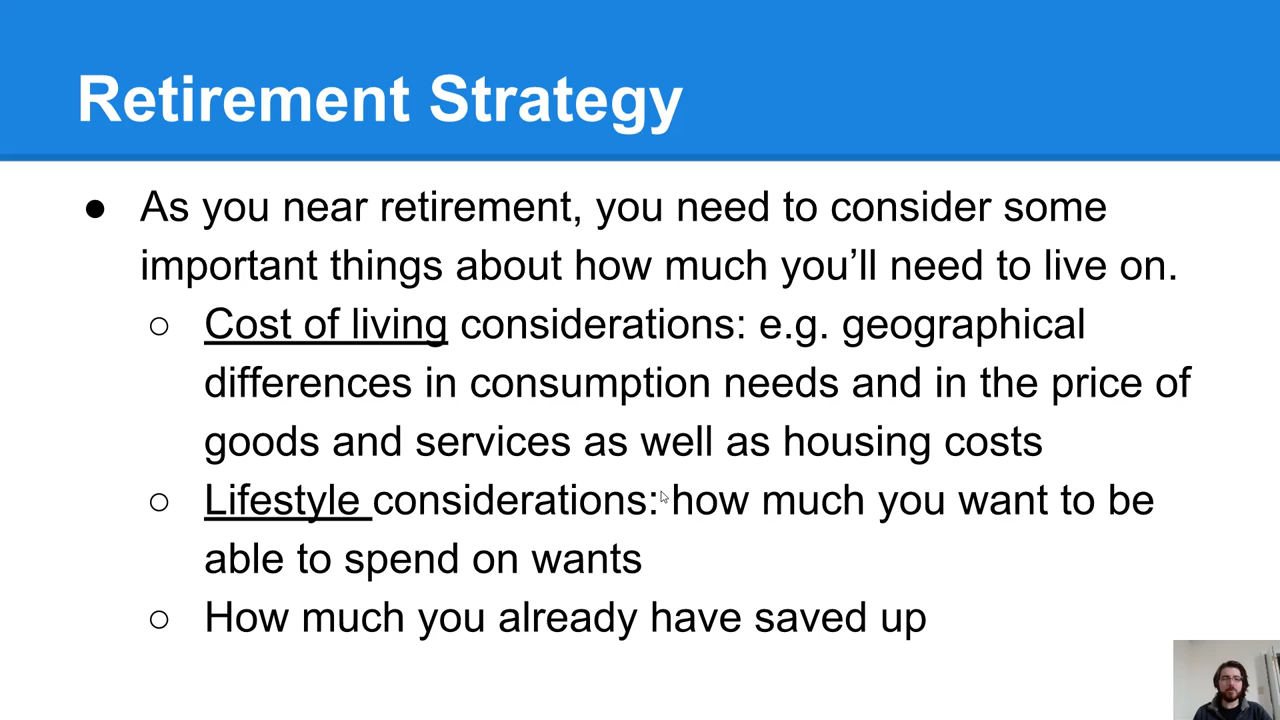 Retirement Strategy
● As you near retirement, you need to consider some
important things about how much you’ll need to live on.
○ Cost of living considerations: e.g. geographical
differences in consumption needs and in the price of
goods and services as well as housing costs
○ Lifestyle considerations: how much you want to be
able to spend on wants
○ How much you already have saved up